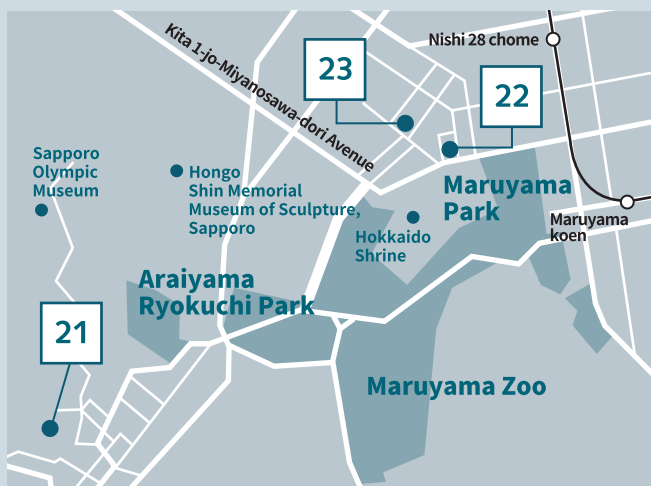 Kita 1-jo-Miyanosawa-dori Avenue
Nishi 28 chome
23
22
Sapporo
Olympic
Museum
Hongo
Shin Memorial
Museum of Sculpture,
Sapporo
Maruyama
Park
Hokkaido
Shrine
Maruyama
koen
Araiyama
Ryokuchi Park
21
Maruyama Zoo